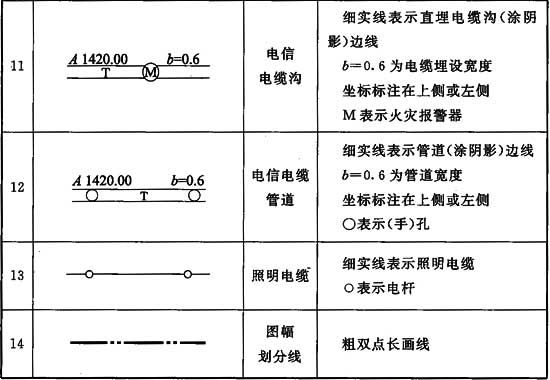 11
A 1420.00 b=0.6
T M
电信
电缆沟
细实线表示直埋电缆沟(涂阴
影)边线
b=0.6为电缆埋设宽度
坐标标注在上侧或左侧
M表示火灾报警器
12
A 1420.00 b=0.6
T
电信电缆
管道
细实线表示管道(涂阴影)边线
b=0.6为管道宽度
坐标标注在上侧或左侧
○表示(手)孔
13
照明电缆
细实线表示照明电缆
○表示电杆
14
图幅
划分线
粗双点长画线